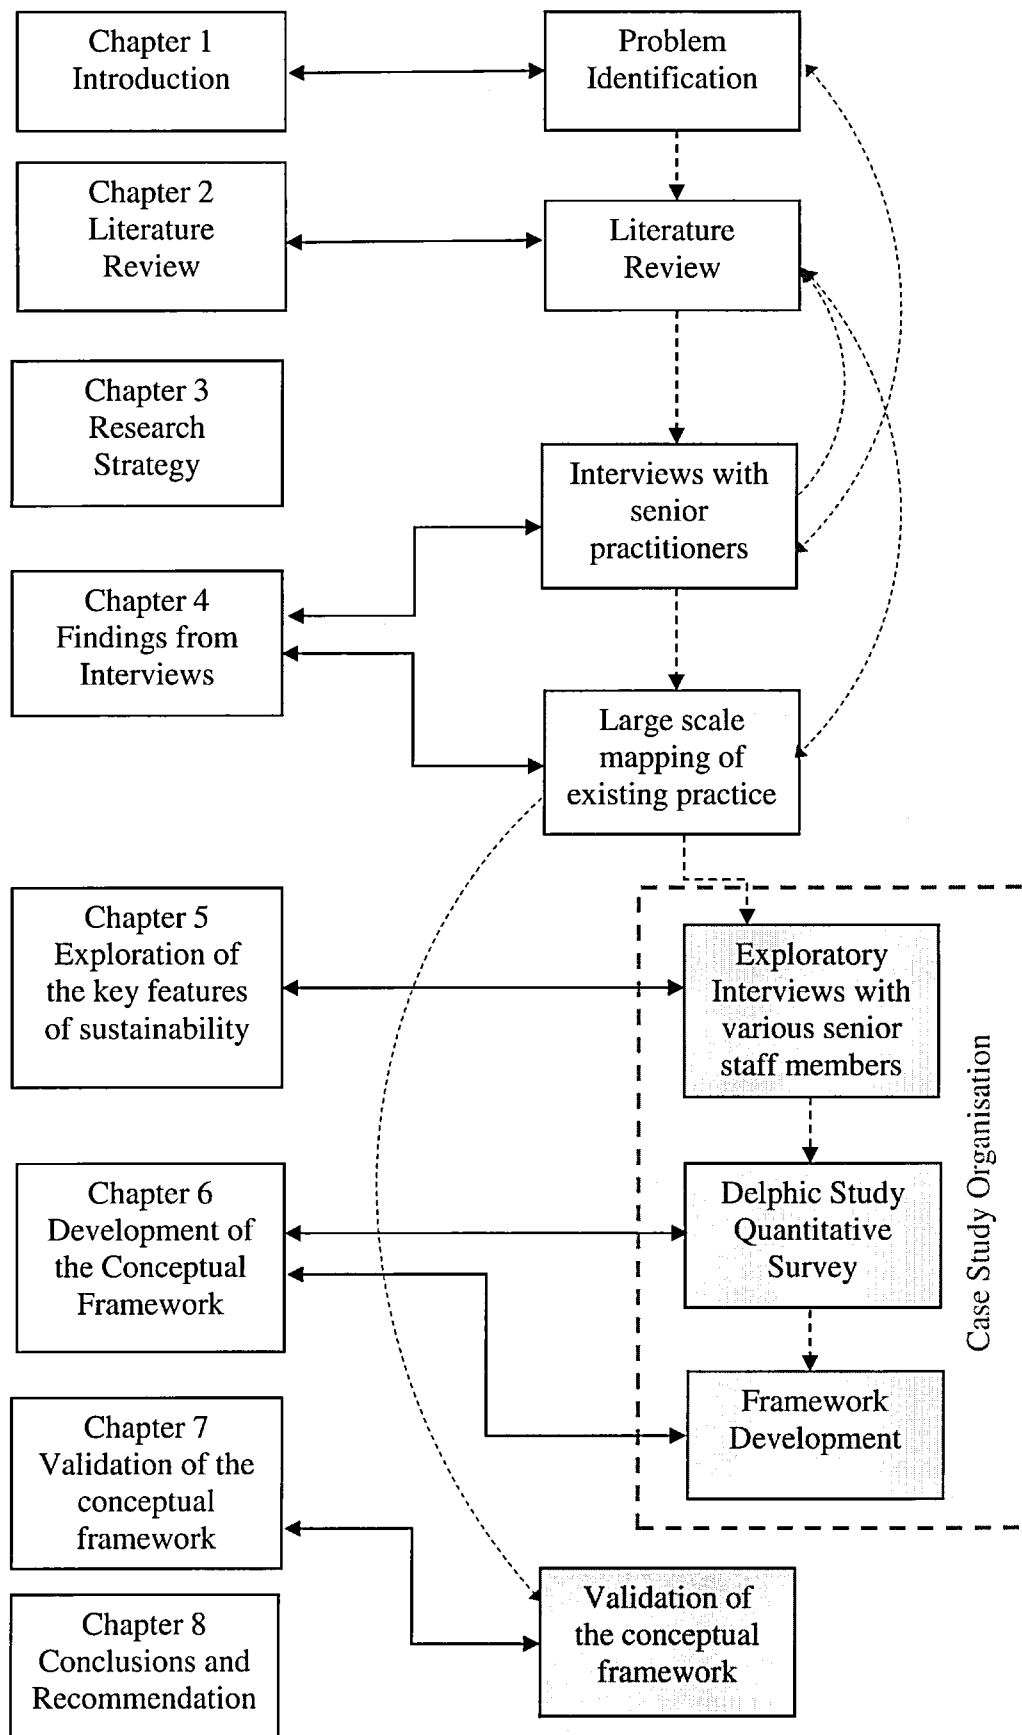 Chapter 1
Introduction
Problem
Identification
Chapter 2
Literature
Review
Literature
Review
Chapter 3
Research
Strategy
Interviews with
senior
practitioners
Chapter 4
Findings from
Interviews
Large scale
mapping of
existing practice
Chapter 5
Exploration of
the key features
of sustainability
Exploratory
Interviews with
various senior
staff members
Case Study Organisation
Chapter 6
Development of
the Conceptual
Framework
Delphic Study
Quantitative
Survey
Framework
Development
Chapter 7
Validation of the
conceptual
framework
Validation of
the conceptual
framework
Chapter 8
Conclusions and
Recommendation